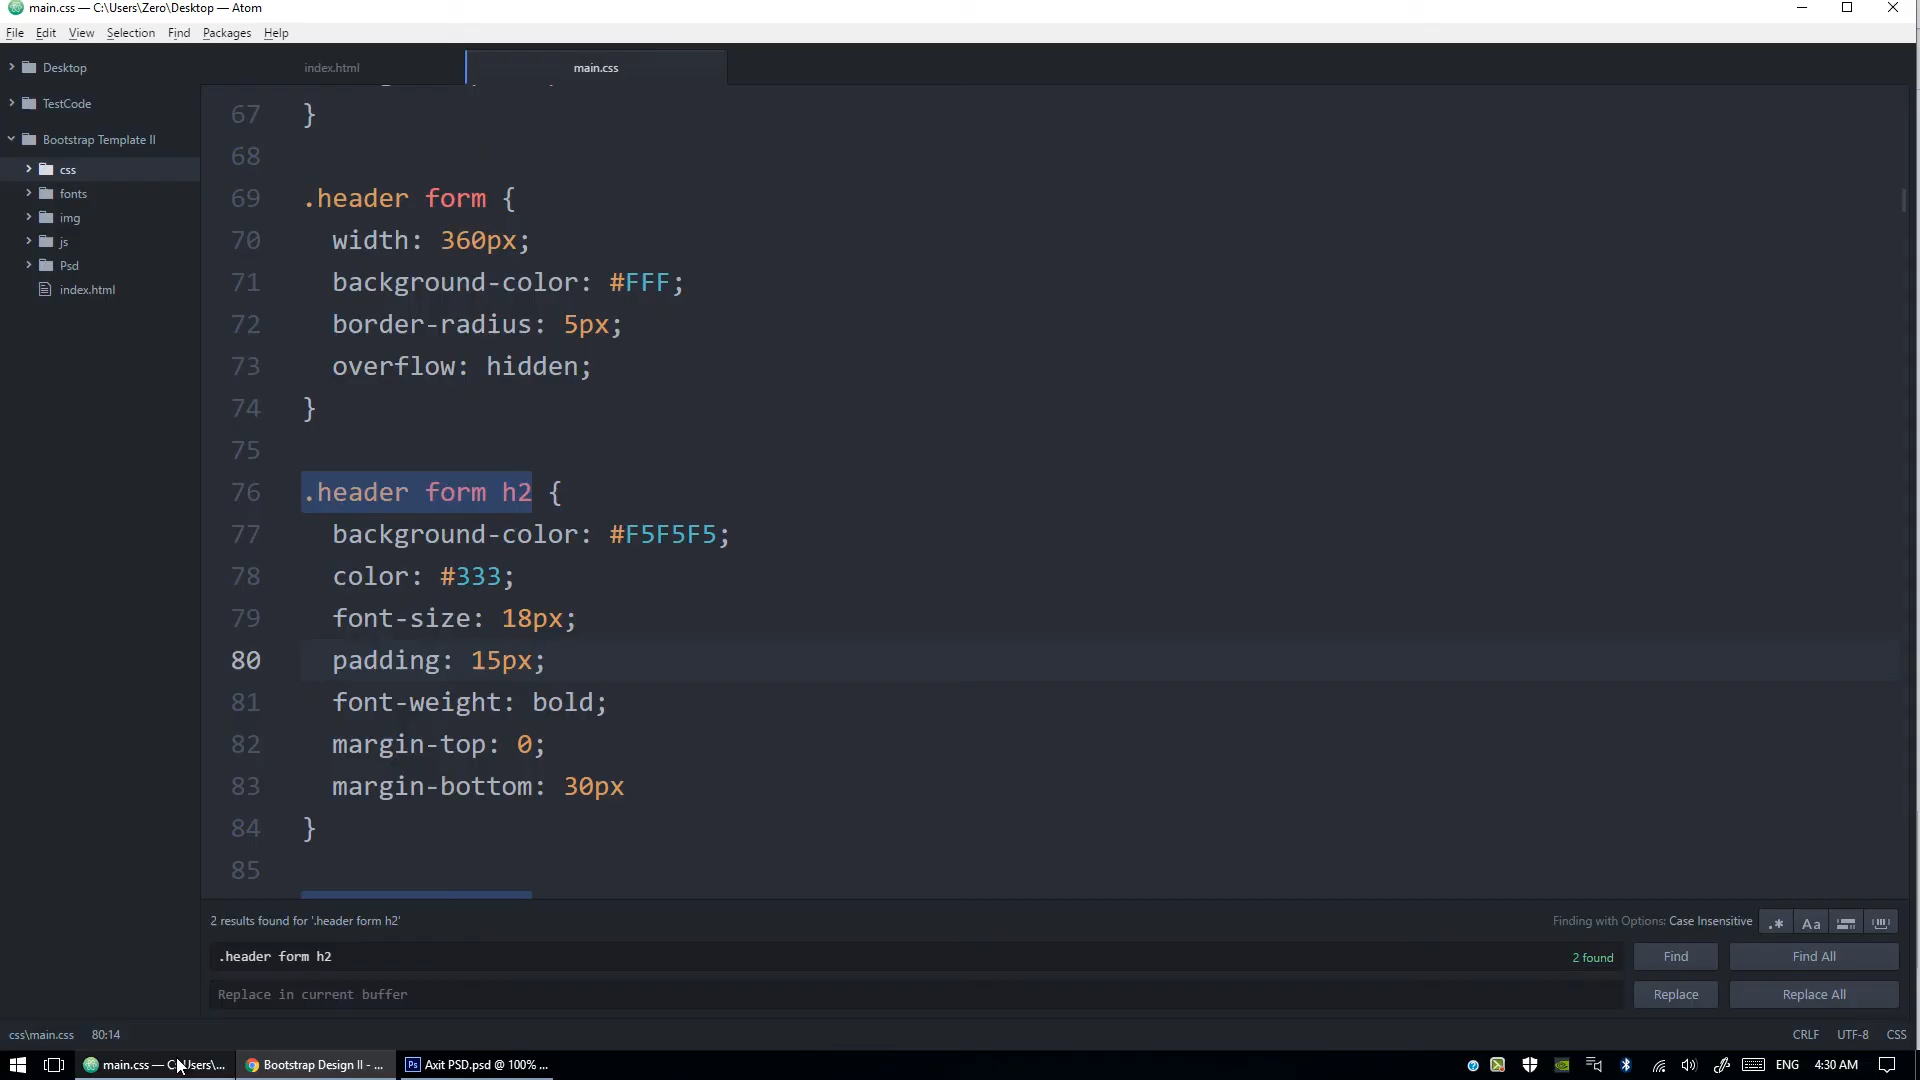 main.css — C:\Users\Zero\Desktop — Atom
File Edit View Selection Find Packages Help
Desktop
TestCode
Bootstrap Template II
css
fonts
img
js
Psd
index.html
index.html main.css
67 }
68
69 .header form {
70 width: 360px;
71 background-color: #FFF;
72 border-radius: 5px;
73 overflow: hidden;
74 }
75
76 .header form h2 {
77 background-color: #F5F5F5;
78 color: #333;
79 font-size: 18px;
80 padding: 15px;
81 font-weight: bold;
82 margin-top: 0;
83 margin-bottom: 30px
84 }
85
2 results found for '.header form h2' Finding with Options: Case Insensitive .* Aa
.header form h2 2 found Find Find All
Replace in current buffer Replace Replace All
css\main.css 80:14 CRLF UTF-8 CSS
main.css — C:\Users\... Bootstrap Design II - ... Ps Axit PSD.psd @ 100% ... ENG 4:30 AM